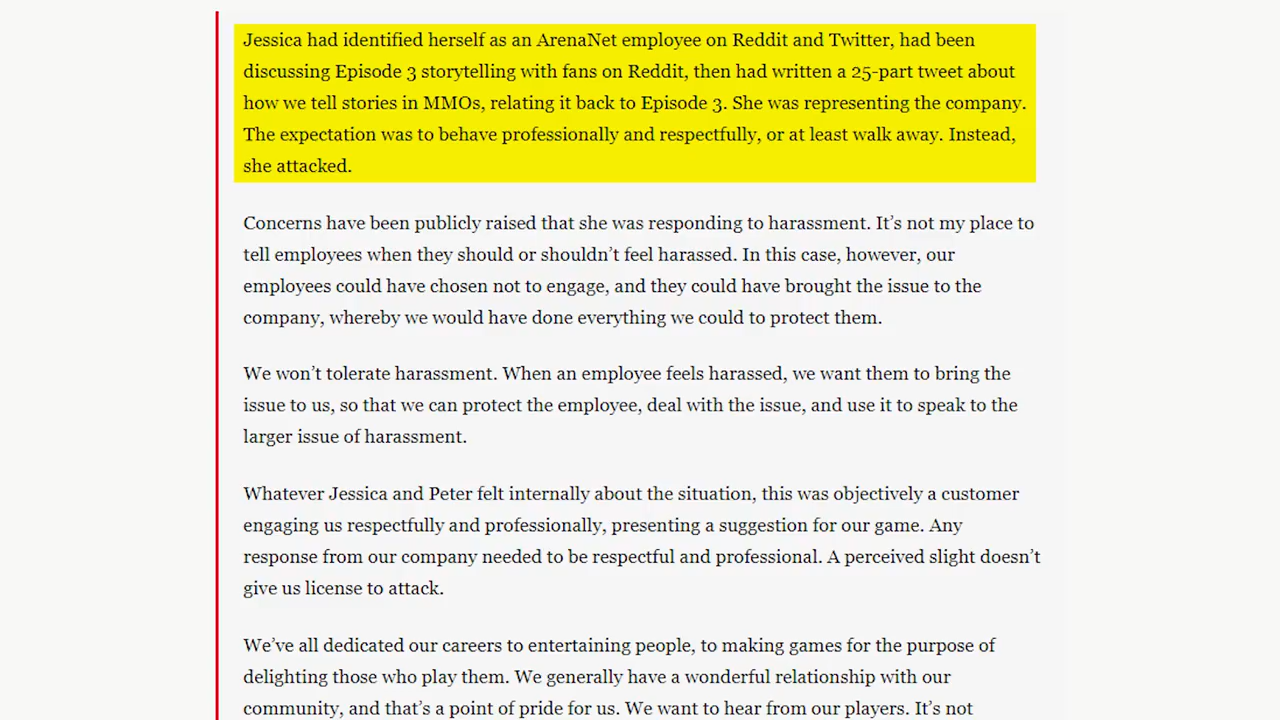 Jessica had identified herself as an ArenaNet employee on Reddit and Twitter, had been
discussing Episode 3 storytelling with fans on Reddit, then had written a 25-part tweet about
how we tell stories in MMOs, relating it back to Episode 3. She was representing the company.
The expectation was to behave professionally and respectfully, or at least walk away. Instead,
she attacked.
Concerns have been publicly raised that she was responding to harassment. It’s not my place to
tell employees when they should or shouldn’t feel harassed. In this case, however, our
employees could have chosen not to engage, and they could have brought the issue to the
company, whereby we would have done everything we could to protect them.
We won’t tolerate harassment. When an employee feels harassed, we want them to bring the
issue to us, so that we can protect the employee, deal with the issue, and use it to speak to the
larger issue of harassment.
Whatever Jessica and Peter felt internally about the situation, this was objectively a customer
engaging us respectfully and professionally, presenting a suggestion for our game. Any
response from our company needed to be respectful and professional. A perceived slight doesn’t
give us license to attack.
We’ve all dedicated our careers to entertaining people, to making games for the purpose of
delighting those who play them. We generally have a wonderful relationship with our
community, and that’s a point of pride for us. We want to hear from our players. It’s not